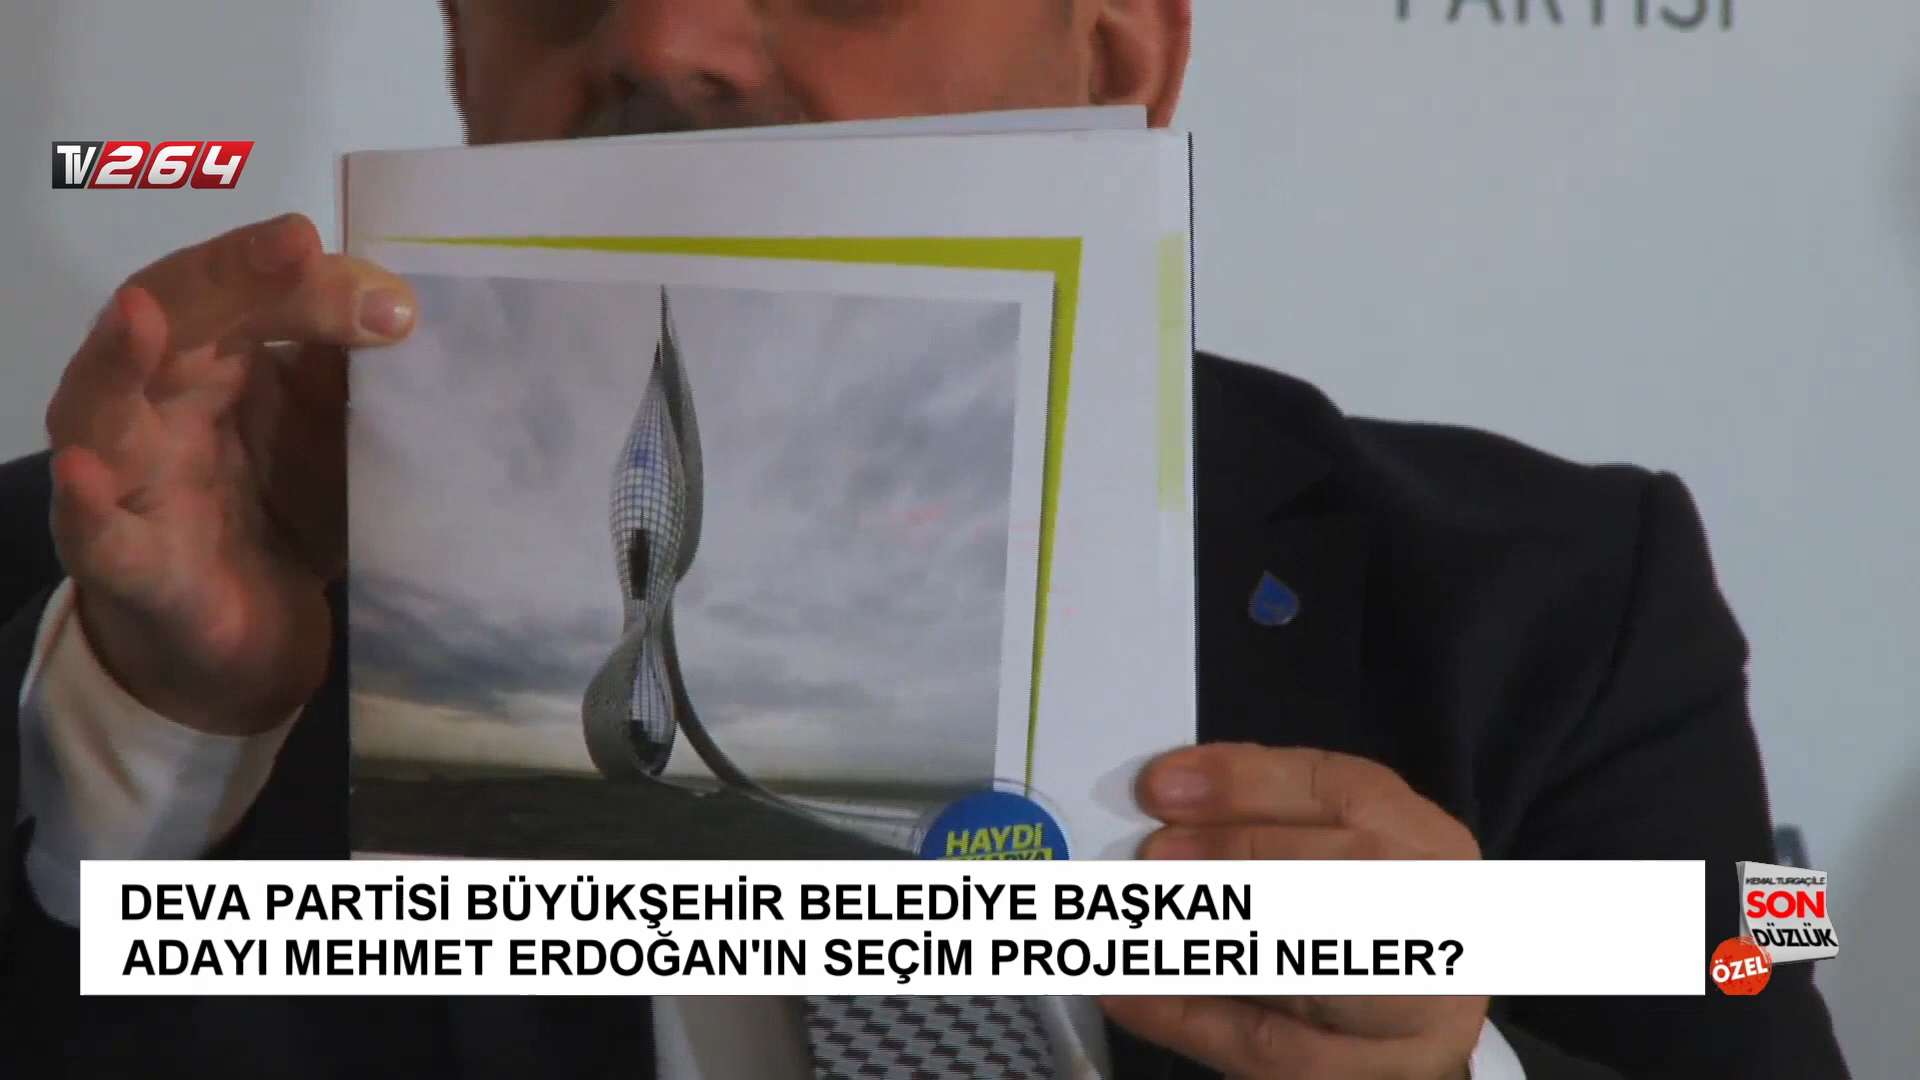 PARTİSİ
TV264
HAYDİ
DEVA PARTİSİ BÜYÜKŞEHİR BELEDİYE BAŞKAN
ADAYI MEHMET ERDOĞAN'IN SEÇİM PROJELERİ NELER?
KEMAL TURGAÇ İLE
SON
DÜZLÜK
ÖZEL